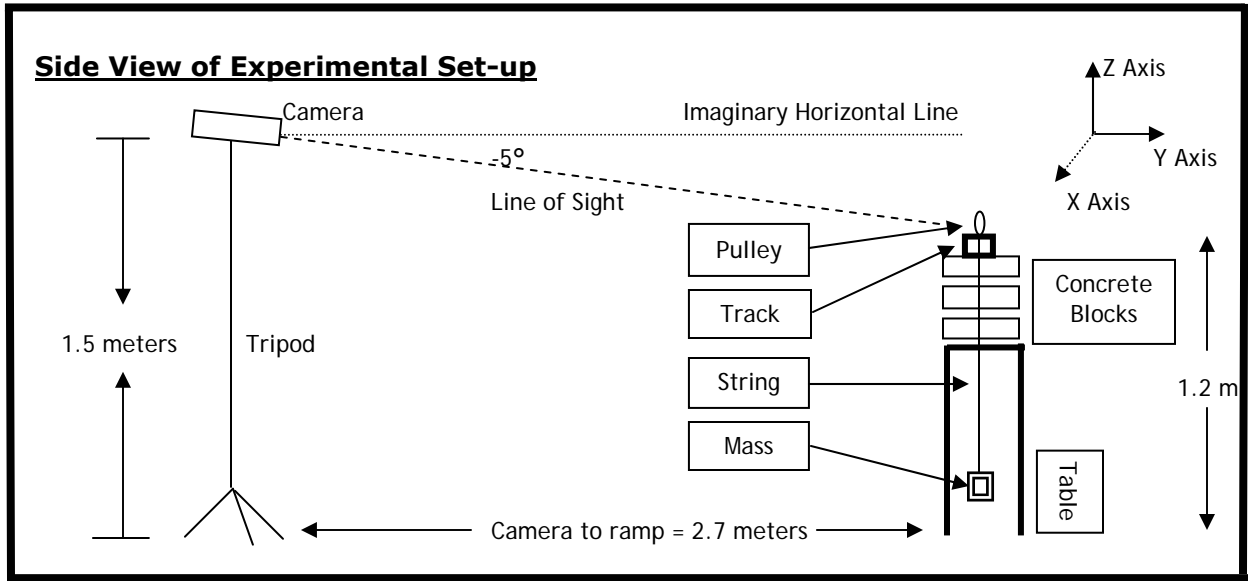 Side View of Experimental Set-up
Z Axis
Camera
Imaginary Horizontal Line
-5°
Y Axis
Line of Sight
X Axis
Pulley
Concrete
Blocks
Track
1.5 meters
Tripod
String
1.2 m
Mass
Table
Camera to ramp = 2.7 meters